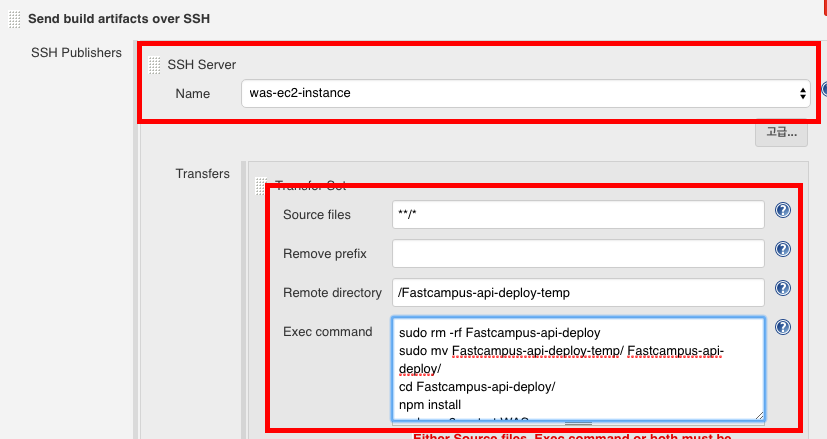 Send build artifacts over SSH
SSH Publishers
SSH Server
Name
was-ec2-instance
고급...
Transfers
Transfer Set
Source files
**/*
Remove prefix
Remote directory
/Fastcampus-api-deploy-temp
Exec command
sudo rm -rf Fastcampus-api-deploy
sudo mv Fastcampus-api-deploy-temp/ Fastcampus-api-
deploy/
cd Fastcampus-api-deploy/
npm install
Either Source files, Exec command or both must be